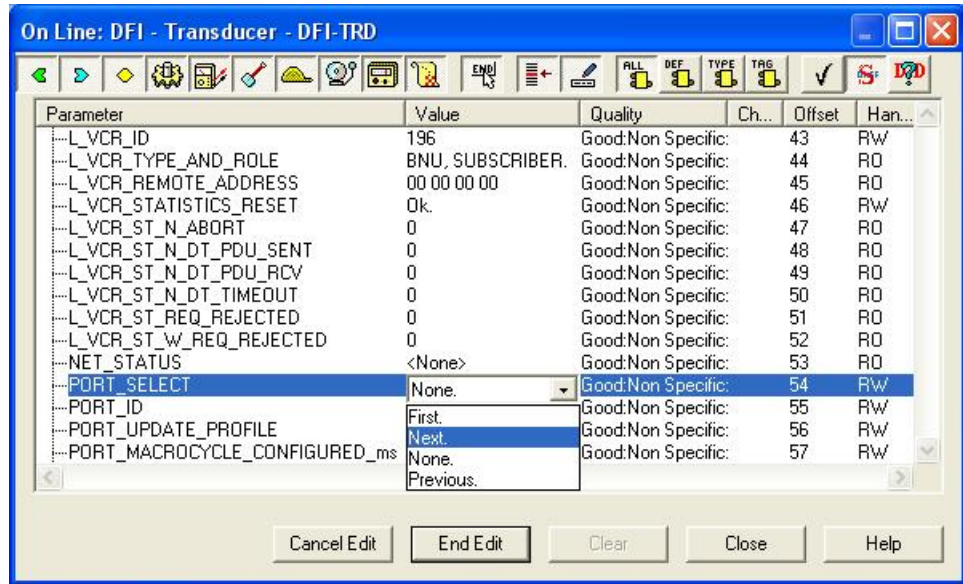 On Line: DFI - Transducer - DFI-TRD
END ALL DEF TYPE TAG DD
Parameter Value Quality Ch... Offset Han...
L_VCR_ID 196 Good:Non Specific: 43 RW
L_VCR_TYPE_AND_ROLE BNU, SUBSCRIBER. Good:Non Specific: 44 RO
L_VCR_REMOTE_ADDRESS 00 00 00 00 Good:Non Specific: 45 RO
L_VCR_STATISTICS_RESET Ok. Good:Non Specific: 46 RW
L_VCR_ST_N_ABORT 0 Good:Non Specific: 47 RO
L_VCR_ST_N_DT_PDU_SENT 0 Good:Non Specific: 48 RO
L_VCR_ST_N_DT_PDU_RCV 0 Good:Non Specific: 49 RO
L_VCR_ST_N_DT_TIMEOUT 0 Good:Non Specific: 50 RO
L_VCR_ST_REQ_REJECTED 0 Good:Non Specific: 51 RO
L_VCR_ST_W_REQ_REJECTED 0 Good:Non Specific: 52 RO
NET_STATUS <None> Good:Non Specific: 53 RO
PORT_SELECT None. Good:Non Specific: 54 RW
PORT_ID First. Good:Non Specific: 55 RW
PORT_UPDATE_PROFILE Next. Good:Non Specific: 56 RW
PORT_MACROCYCLE_CONFIGURED_ms None. Good:Non Specific: 57 RW
Previous.
Cancel Edit End Edit Clear Close Help